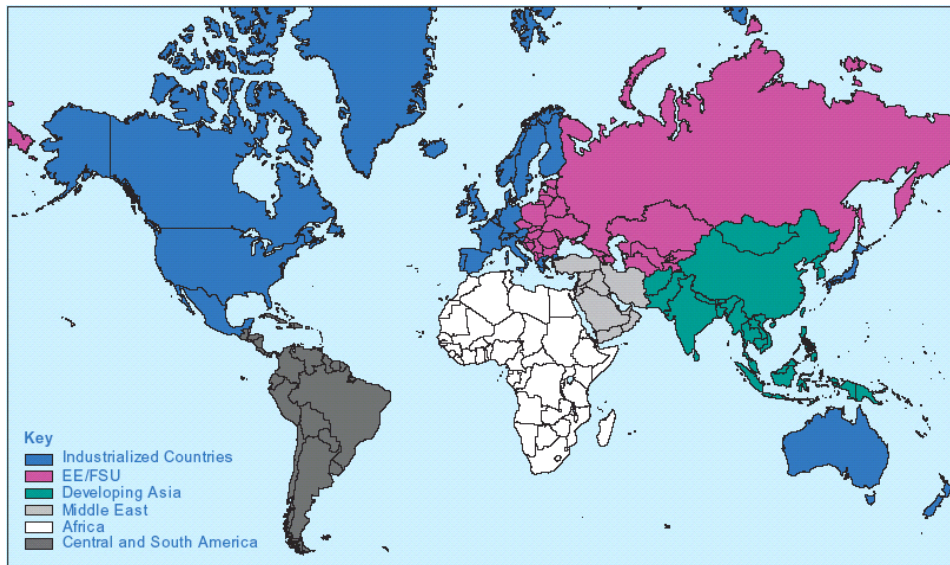 Key
Industrialized Countries
EE/FSU
Developing Asia
Middle East
Africa
Central and South America